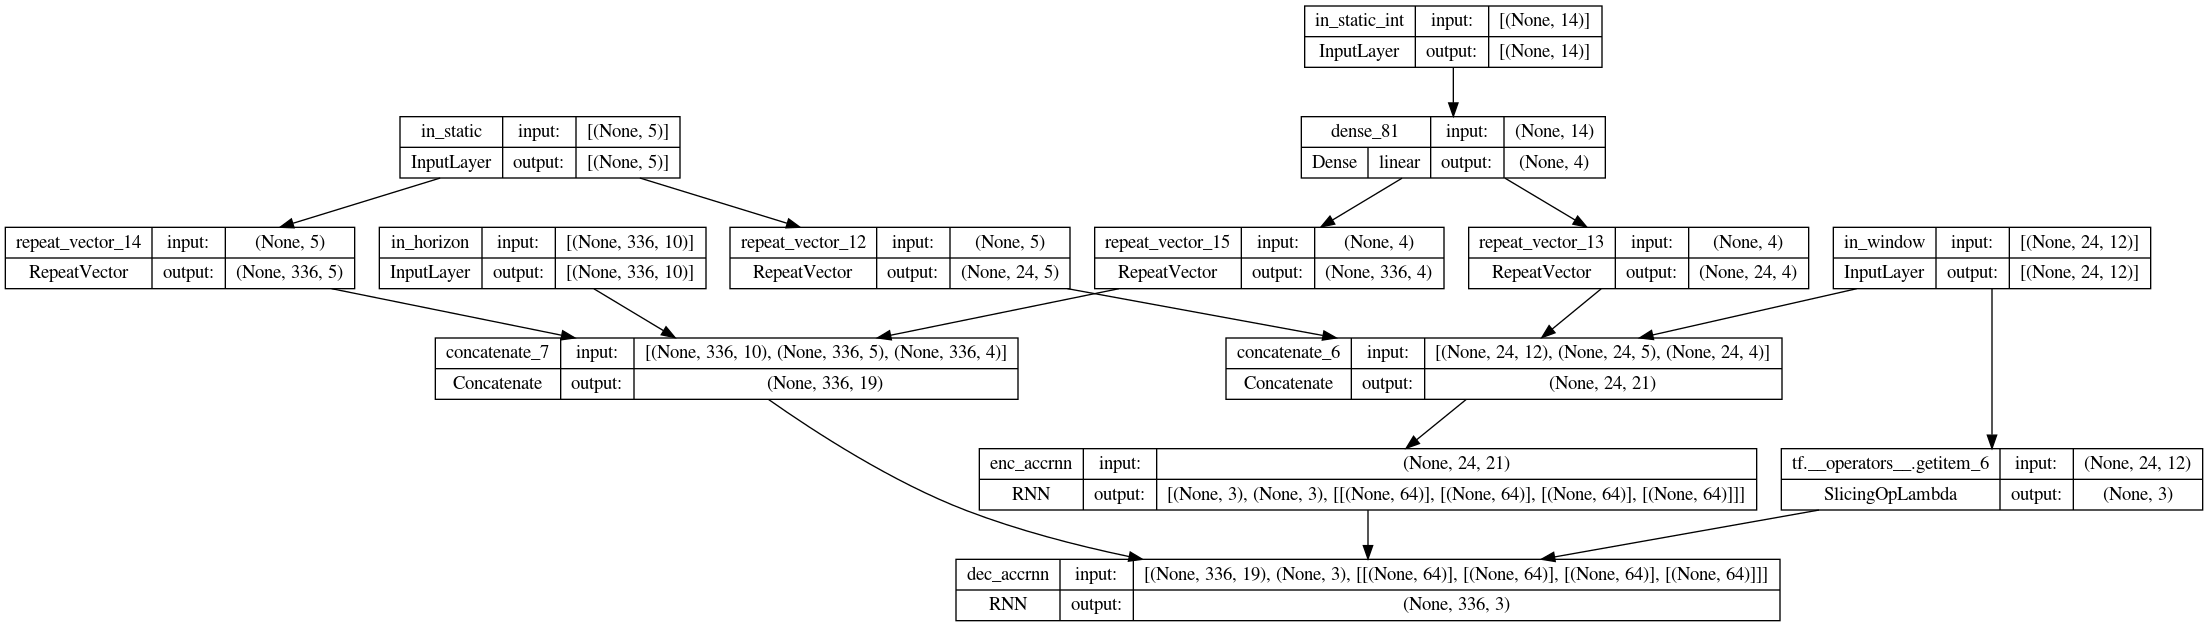 in_static_int input: [(None, 14)]
InputLayer output: [(None, 14)]
in_static input: [(None, 5)]
InputLayer output: [(None, 5)]
dense_81 input: (None, 14)
Dense linear output: (None, 4)
repeat_vector_14 input: (None, 5)
RepeatVector output: (None, 336, 5)
in_horizon input: [(None, 336, 10)]
InputLayer output: [(None, 336, 10)]
repeat_vector_12 input: (None, 5)
RepeatVector output: (None, 24, 5)
repeat_vector_15 input: (None, 4)
RepeatVector output: (None, 336, 4)
repeat_vector_13 input: (None, 4)
RepeatVector output: (None, 24, 4)
in_window input: [(None, 24, 12)]
InputLayer output: [(None, 24, 12)]
concatenate_7 input: [(None, 336, 10), (None, 336, 5), (None, 336, 4)]
Concatenate output: (None, 336, 19)
concatenate_6 input: [(None, 24, 12), (None, 24, 5), (None, 24, 4)]
Concatenate output: (None, 24, 21)
enc_accrnn input: (None, 24, 21)
RNN output: [(None, 3), (None, 3), [[(None, 64)], [(None, 64)], [(None, 64)], [(None, 64)]]]
tf.__operators__.getitem_6 input: (None, 24, 12)
SlicingOpLambda output: (None, 3)
dec_accrnn input: [(None, 336, 19), (None, 3), [[(None, 64)], [(None, 64)], [(None, 64)], [(None, 64)]]]
RNN output: (None, 336, 3)